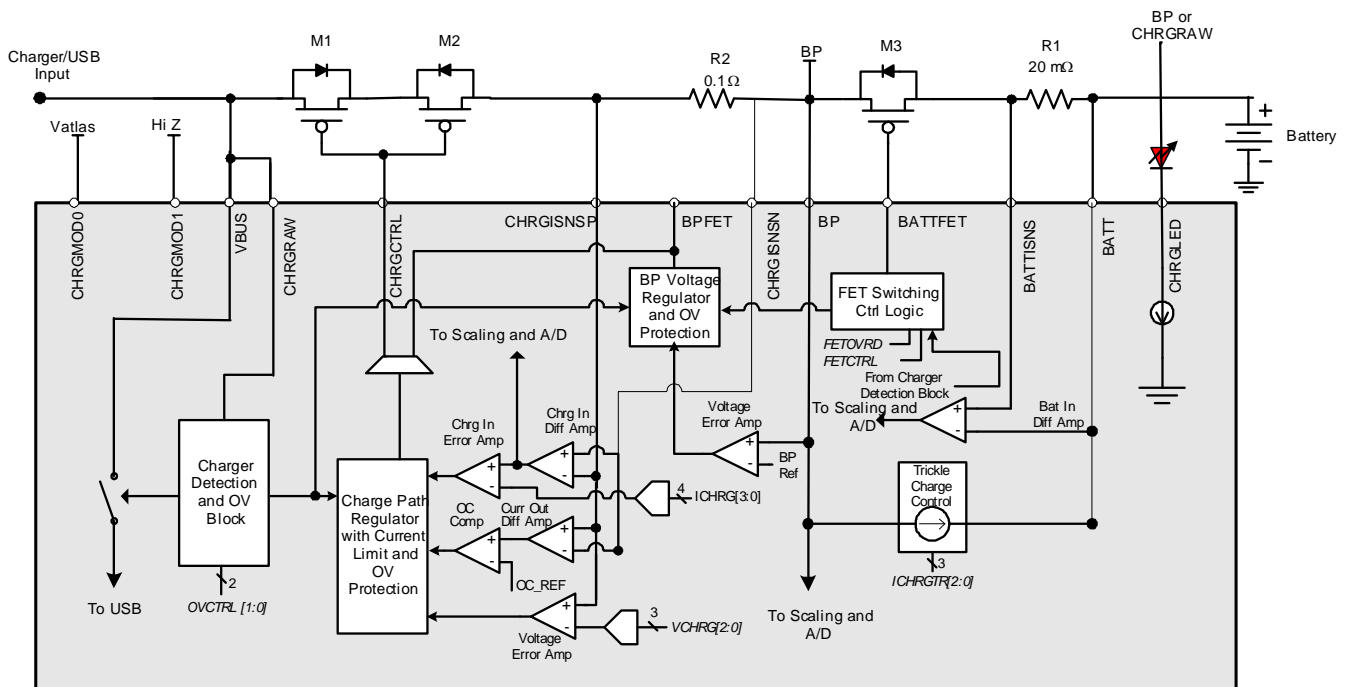 BP or
CHRGRAW
M1
M2
M3
R1
20 mΩ
R2
0.1Ω
BP
Charger/USB
Input
Vatlas
Hi Z
+
−
Battery
CHRGMOD0
CHRGMOD1
VBUS
CHRGRAW
CHRGCTRL
CHRGISNSP
BPFET
CHRGISNSN
BP
BATTFET
BATTISNS
BATT
CHRGLED
BP Voltage
Regulator
and OV
Protection
FET Switching
Ctrl Logic
FETOVRD
FETCTRL
From Charger
Detection Block
To Scaling and A/D
To Scaling and
A/D
+
-
Bat In
Diff Amp
Voltage
Error Amp
+
-
BP
Ref
Chrg In
Error Amp
+
-
Chrg In
Diff Amp
+
-
4
ICHRG[3:0]
Charger
Detection
and OV
Block
2
OVCTRL [1:0]
To USB
Charge Path
Regulator
with Current
Limit and
OV
Protection
OC
Comp
+
-
Curr Out
Diff Amp
+
-
OC_REF
+
-
Voltage
Error Amp
3
VCHRG[2:0]
Trickle
Charge
Control
3
ICHRGTR[2:0]
To Scaling and
A/D